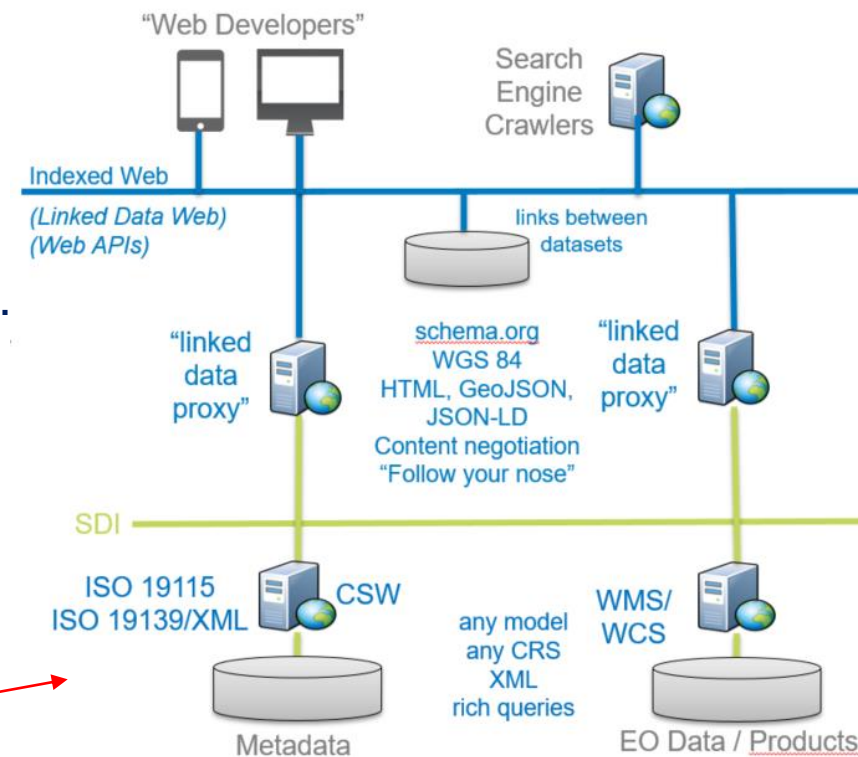 “Web Developers”
Search
Engine
Crawlers
Indexed Web
(Linked Data Web)
(Web APIs)
links between
datasets
“linked
data
proxy”
schema.org
WGS 84
HTML, GeoJSON,
JSON-LD
Content negotiation
“Follow your nose”
“linked
data
proxy”
SDI
ISO 19115
ISO 19139/XML
CSW
any model
any CRS
XML
rich queries
WMS/
WCS
Metadata
EO Data / Products